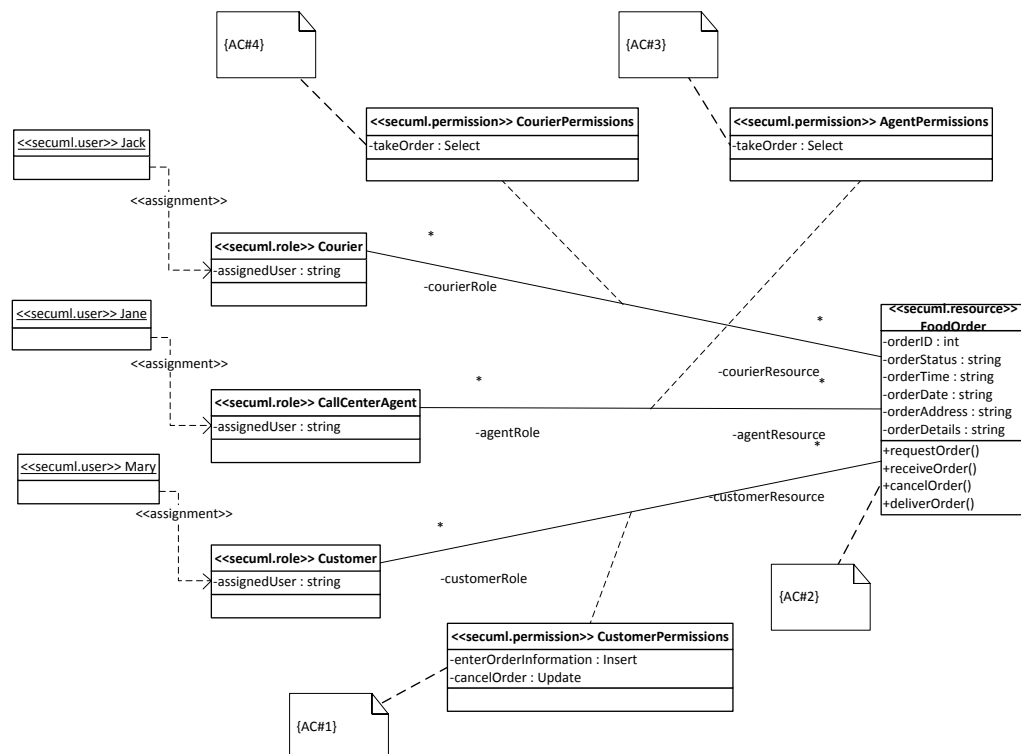 {AC#4}
{AC#3}
<<secuml.permission>> CourierPermissions
-takeOrder : Select
<<secuml.permission>> AgentPermissions
-takeOrder : Select
<<secuml.user>> Jack
<<assignment>>
<<secuml.role>> Courier
-assignedUser : string
*
-courierRole
*
-courierResource
<<secuml.user>> Jane
<<assignment>>
<<secuml.role>> CallCenterAgent
-assignedUser : string
*
-agentRole
*
-agentResource
<<secuml.resource>>
FoodOrder
-orderID : int
-orderStatus : string
-orderTime : string
-orderDate : string
-orderAddress : string
-orderDetails : string
+requestOrder()
+receiveOrder()
+cancelOrder()
+deliverOrder()
<<secuml.user>> Mary
<<assignment>>
<<secuml.role>> Customer
-assignedUser : string
*
-customerRole
*
-customerResource
{AC#2}
<<secuml.permission>> CustomerPermissions
-enterOrderInformation : Insert
-cancelOrder : Update
{AC#1}